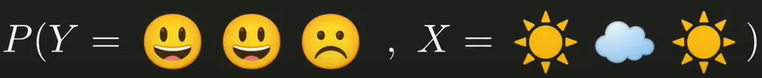 P(Y = 😃 😃 ☹️ , X = ☀️ ☁️ ☀️ )